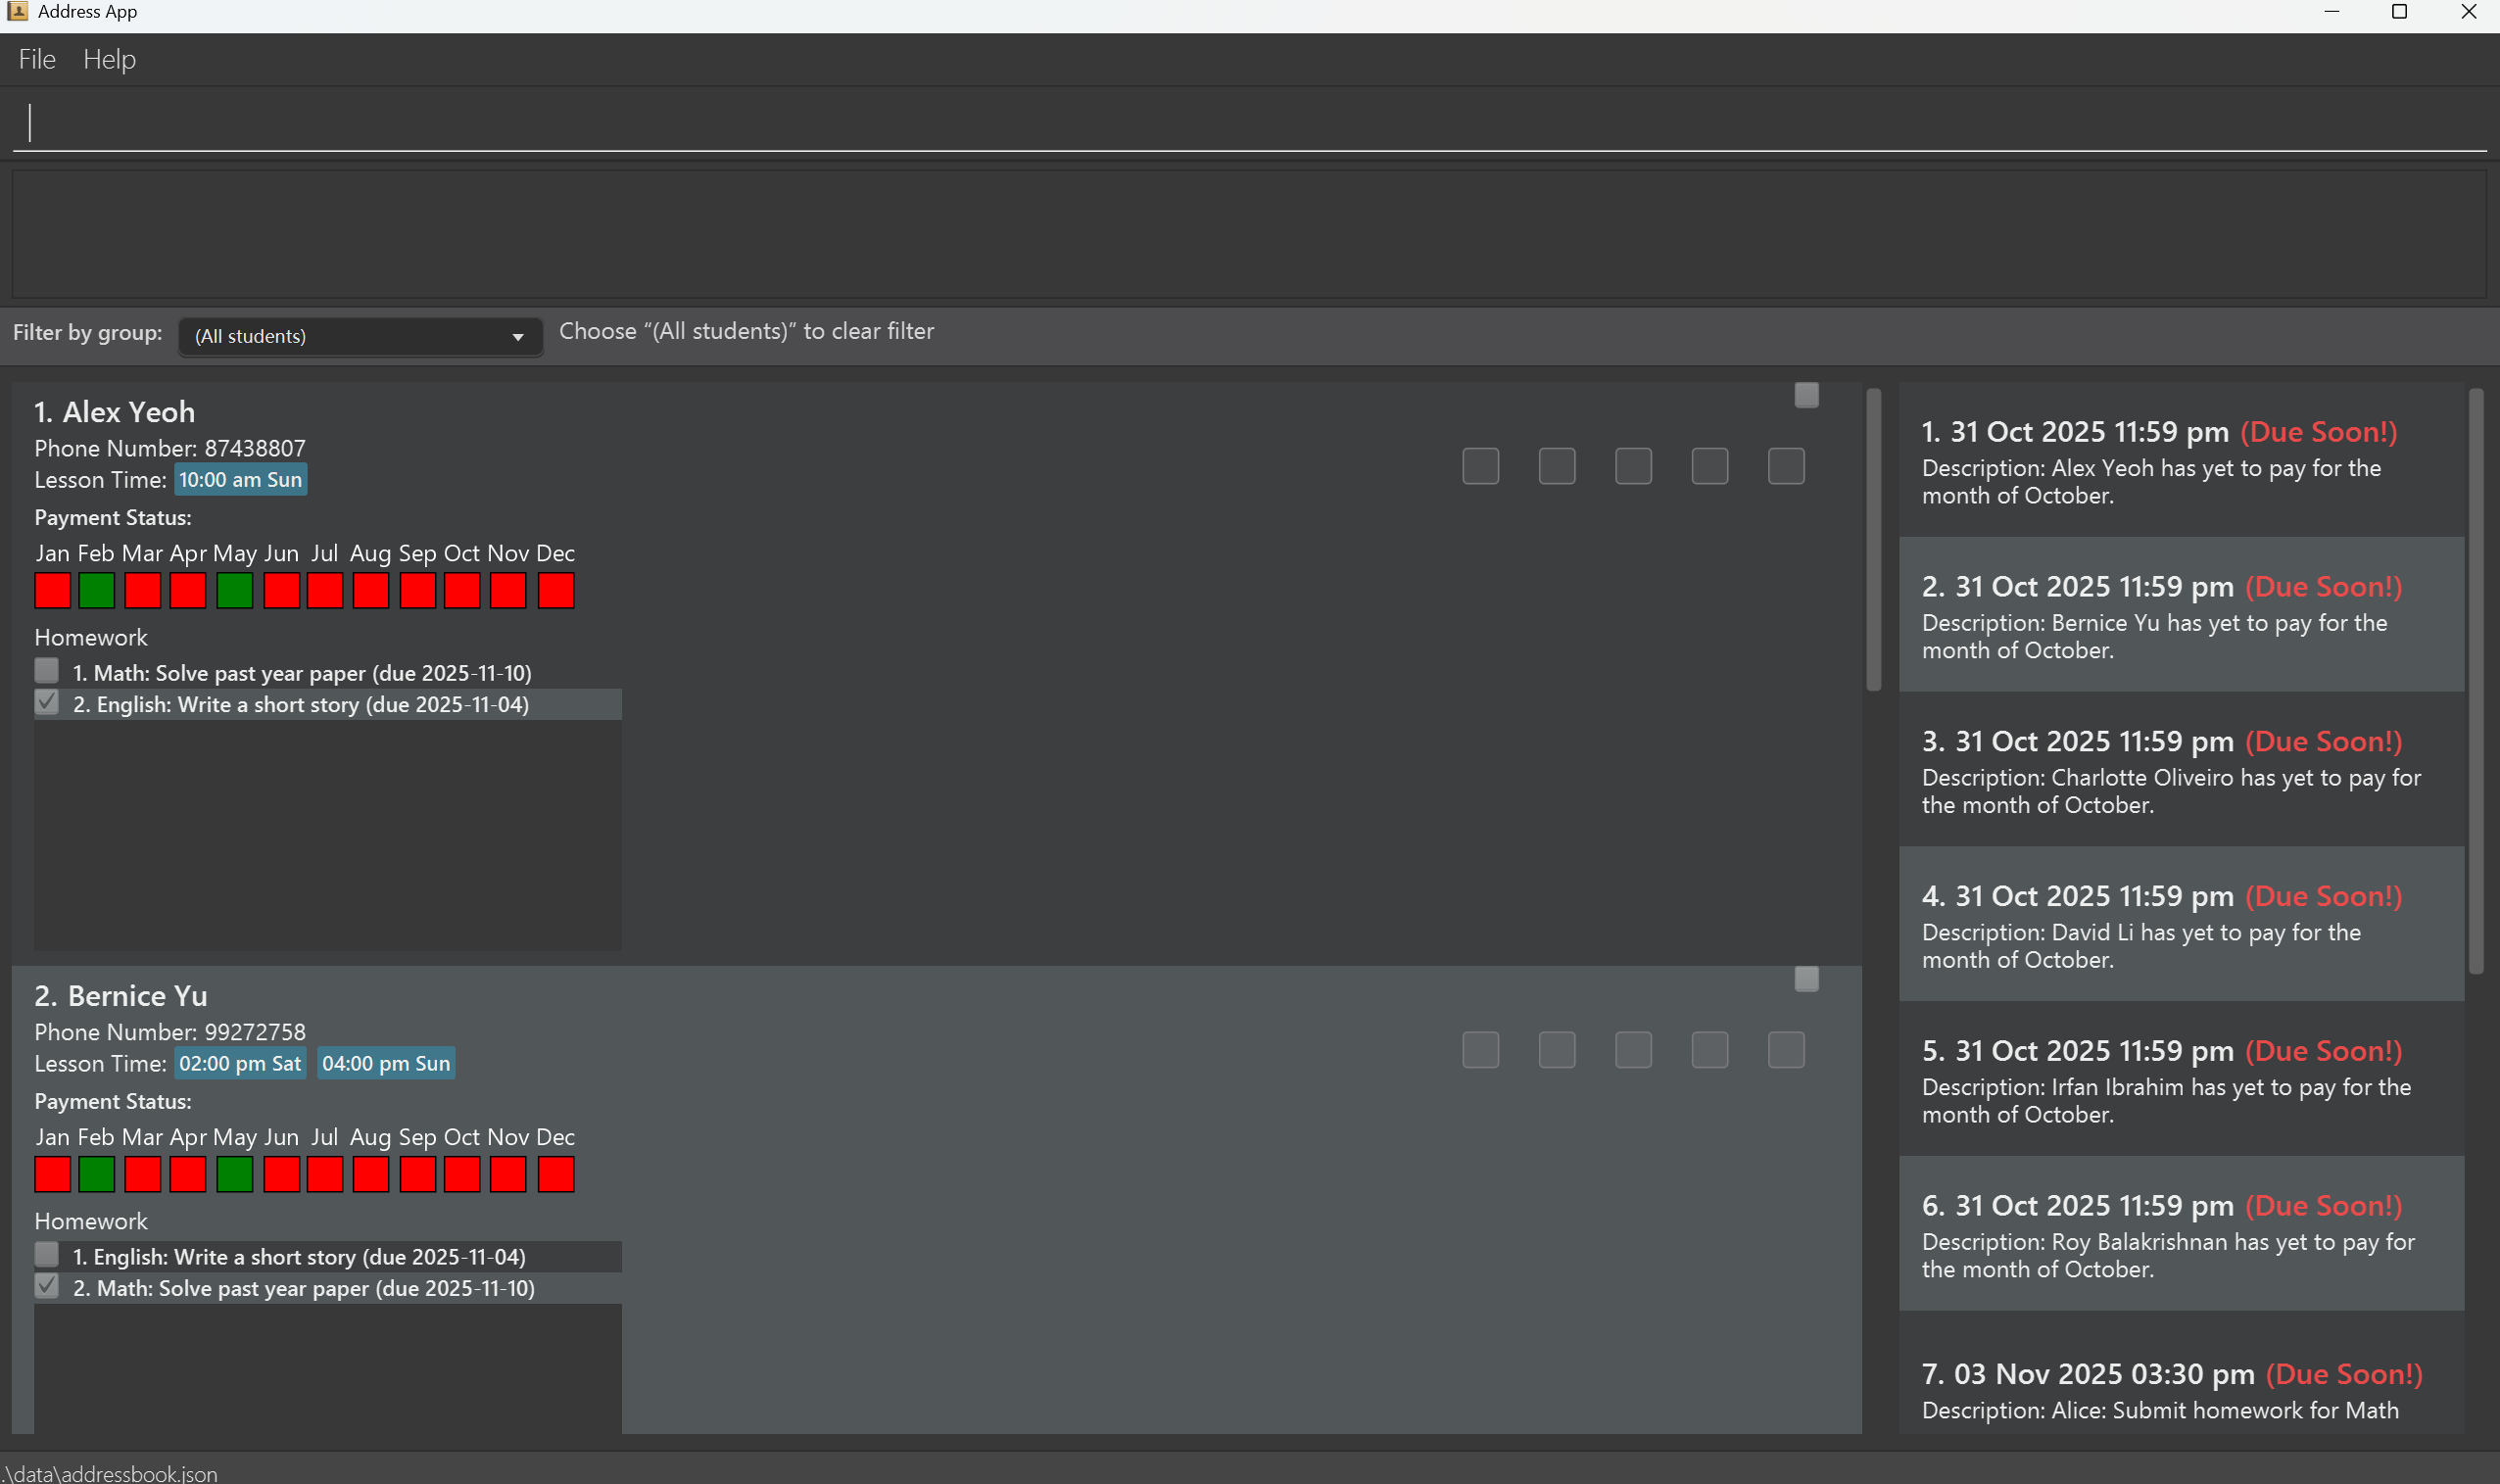 Address App
File Help
Filter by group: (All students) Choose “(All students)” to clear filter
1. Alex Yeoh
Phone Number: 87438807
Lesson Time: 10:00 am Sun
Payment Status:
Jan Feb Mar Apr May Jun Jul Aug Sep Oct Nov Dec
Homework
1. Math: Solve past year paper (due 2025-11-10)
2. English: Write a short story (due 2025-11-04)
2. Bernice Yu
Phone Number: 99272758
Lesson Time: 02:00 pm Sat 04:00 pm Sun
Payment Status:
Jan Feb Mar Apr May Jun Jul Aug Sep Oct Nov Dec
Homework
1. English: Write a short story (due 2025-11-04)
2. Math: Solve past year paper (due 2025-11-10)
1. 31 Oct 2025 11:59 pm (Due Soon!)
Description: Alex Yeoh has yet to pay for the
month of October.
2. 31 Oct 2025 11:59 pm (Due Soon!)
Description: Bernice Yu has yet to pay for the
month of October.
3. 31 Oct 2025 11:59 pm (Due Soon!)
Description: Charlotte Oliveiro has yet to pay for
the month of October.
4. 31 Oct 2025 11:59 pm (Due Soon!)
Description: David Li has yet to pay for the
month of October.
5. 31 Oct 2025 11:59 pm (Due Soon!)
Description: Irfan Ibrahim has yet to pay for the
month of October.
6. 31 Oct 2025 11:59 pm (Due Soon!)
Description: Roy Balakrishnan has yet to pay for
the month of October.
7. 03 Nov 2025 03:30 pm (Due Soon!)
Description: Alice: Submit homework for Math
.\data\addressbook.json